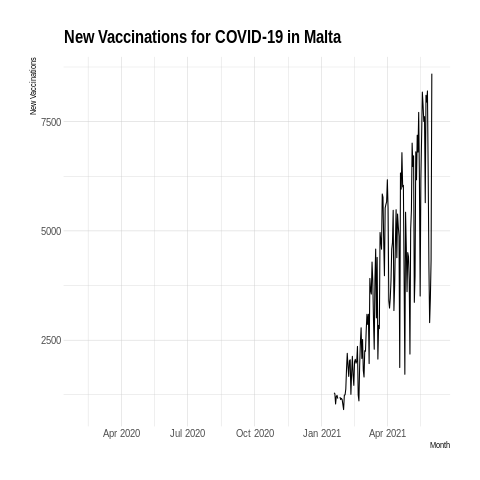 New Vaccinations for COVID-19 in Malta
New Vaccinations
7500
5000
2500
Apr 2020 Jul 2020 Oct 2020 Jan 2021 Apr 2021
Month